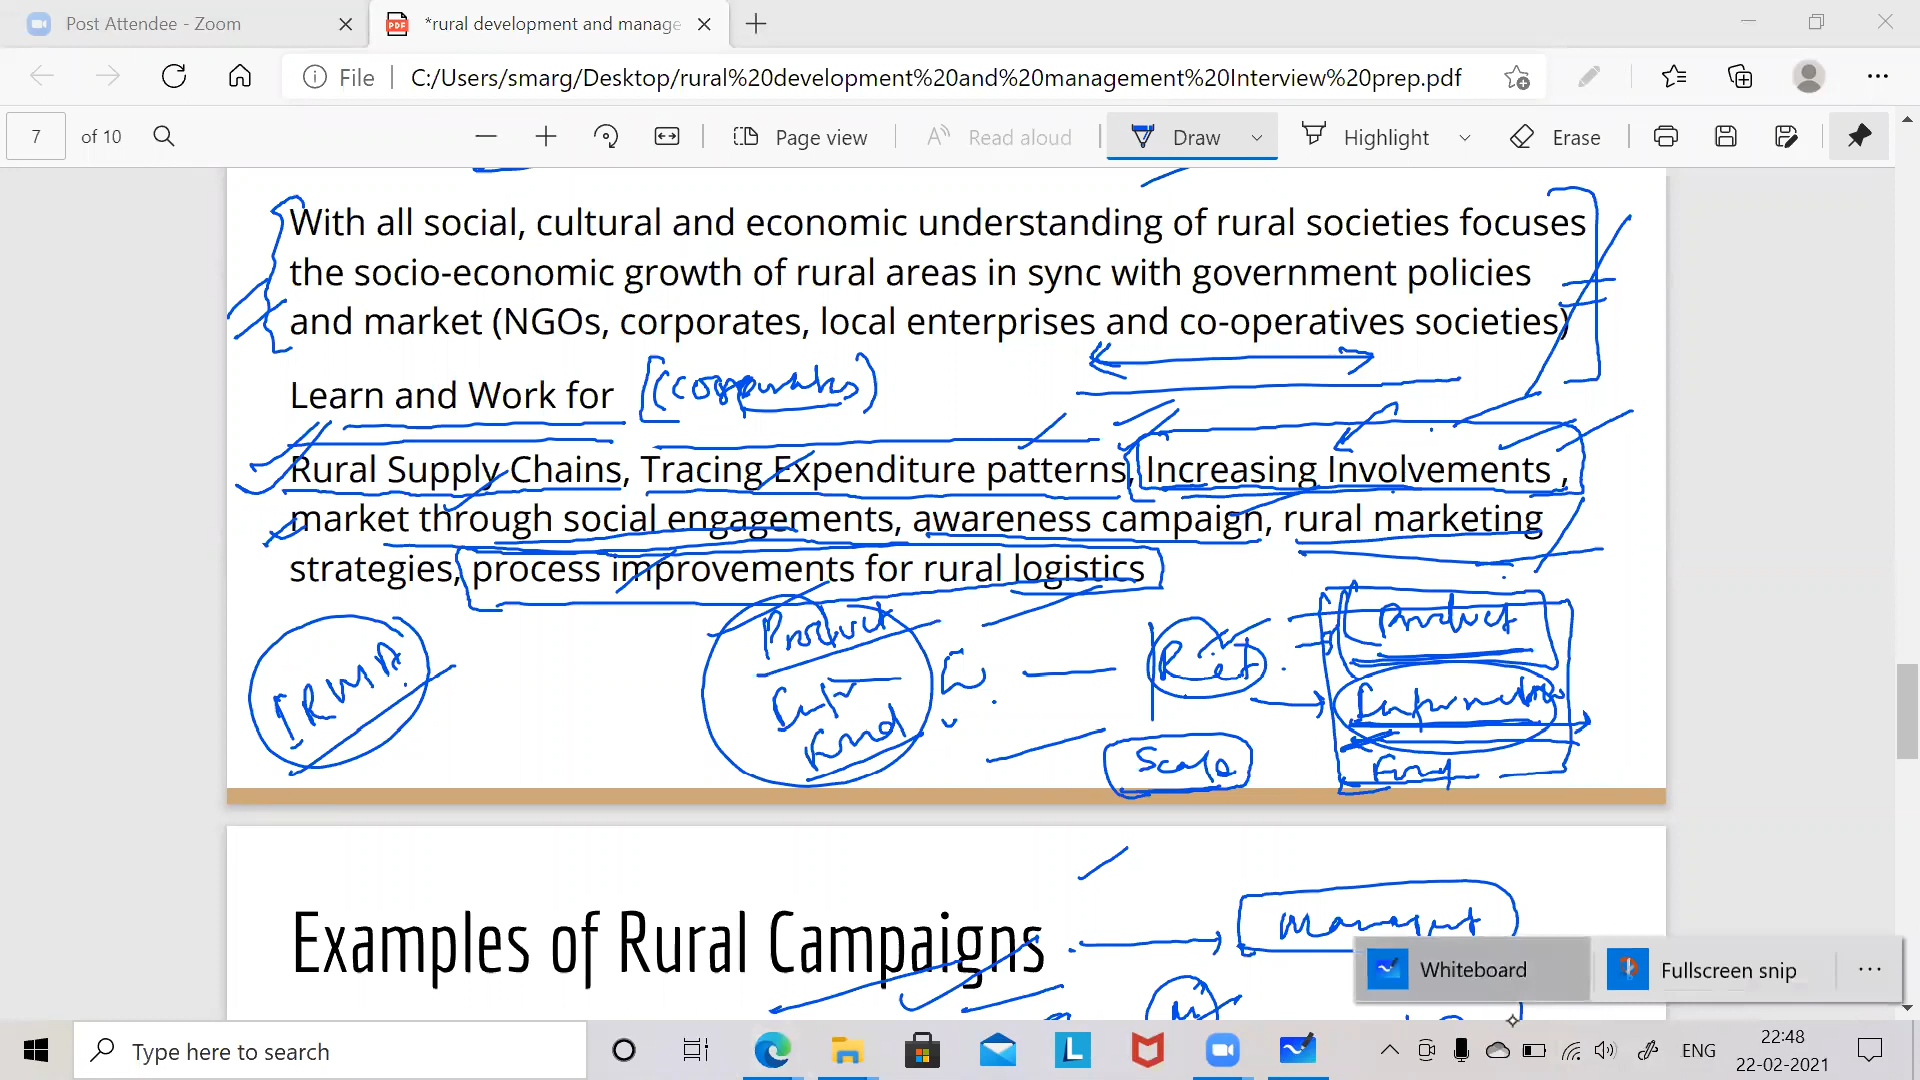 Post Attendee - Zoom
*rural development and manage
File
C:/Users/smarg/Desktop/rural%20development%20and%20management%20Interview%20prep.pdf
7 of 10
Page view
Read aloud
Draw
Highlight
Erase
With all social, cultural and economic understanding of rural societies focuses
the socio-economic growth of rural areas in sync with government policies
and market (NGOs, corporates, local enterprises and co-operatives societies)
Learn and Work for (Corporates)
Rural Supply Chains, Tracing Expenditure patterns, Increasing Involvements ,
market through social engagements, awareness campaign, rural marketing
strategies, process improvements for rural logistics
IRMA
Product
Fund
Product
Scale
Examples of Rural Campaigns
Whiteboard
Fullscreen snip
Type here to search
ENG
22:48
22-02-2021